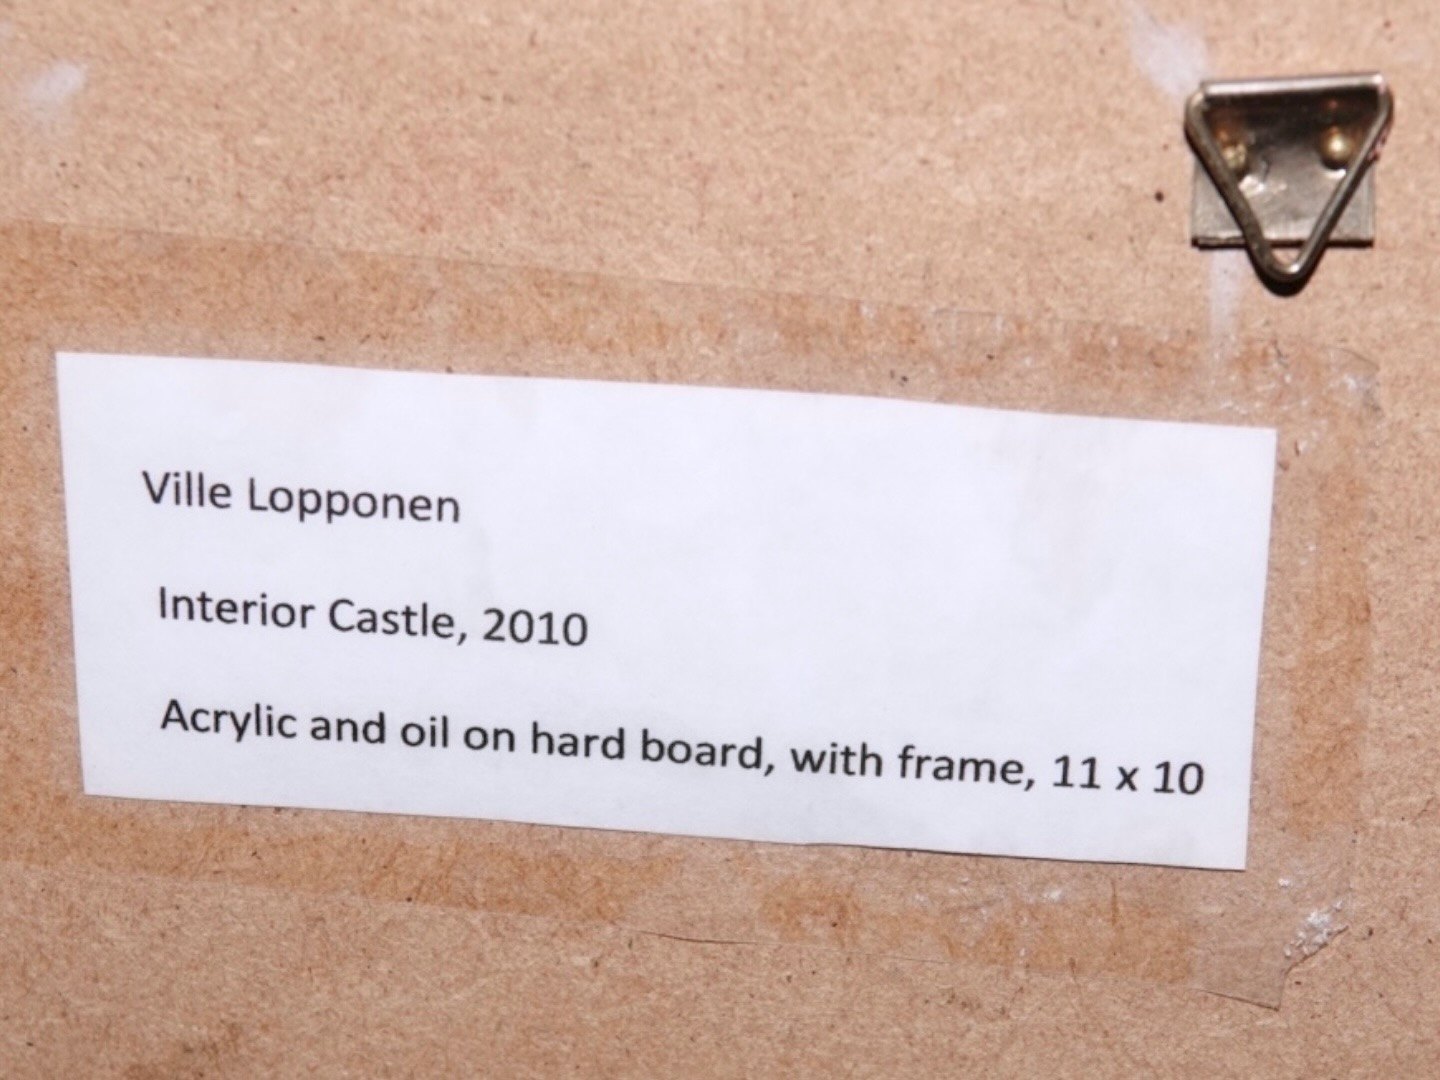 Ville Lopponen
Interior Castle, 2010
Acrylic and oil on hard board, with frame, 11 x 10